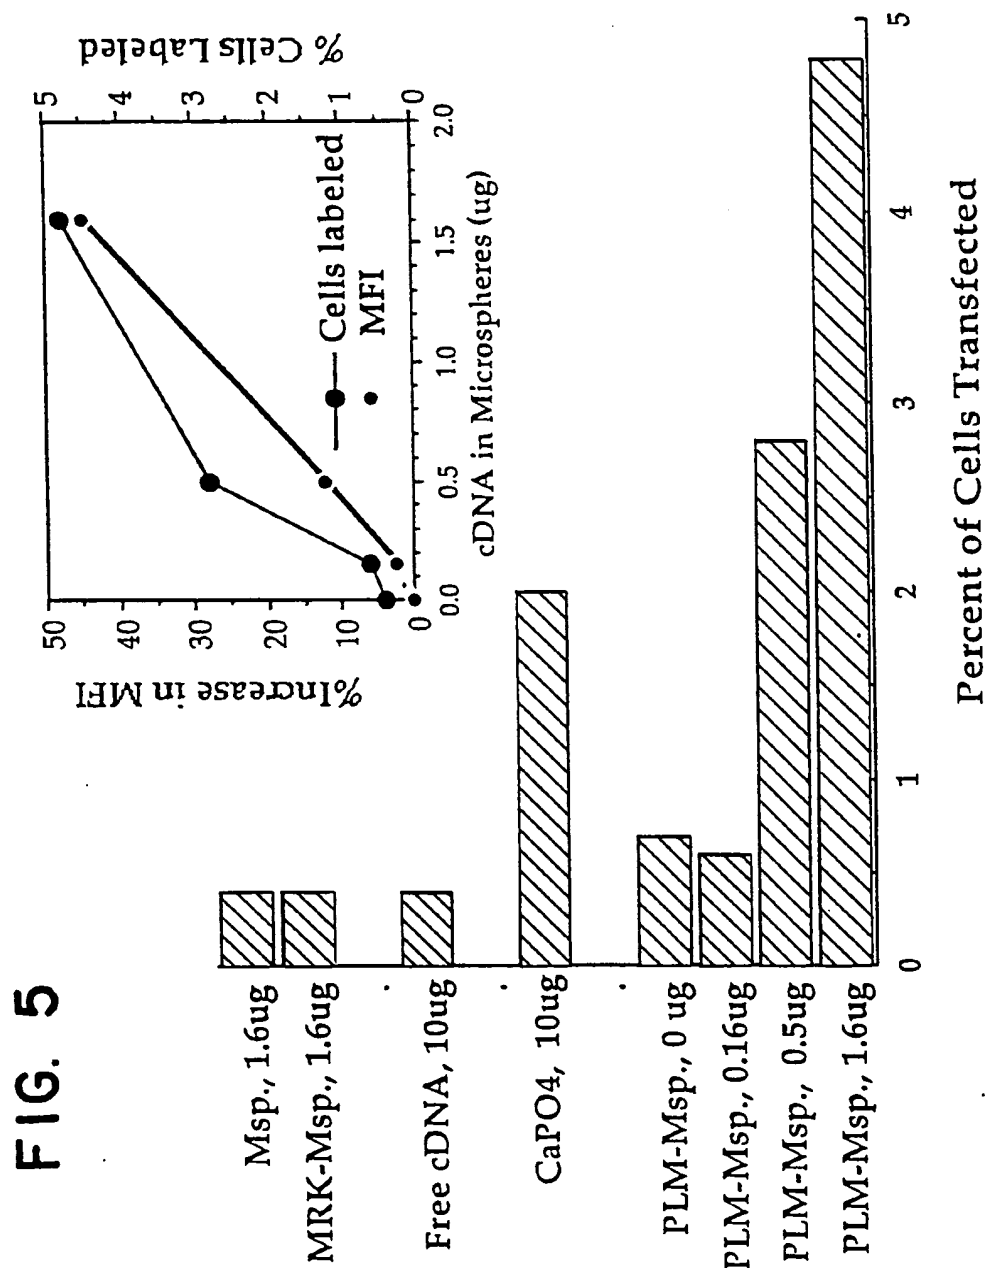 FIG. 5
% Cells Labeled
5
4
3
2
1
0
%Increase in MFI
50
40
30
20
10
0
0.0
0.5
1.0
1.5
2.0
cDNA in Microspheres (ug)
Cells labeled
MFI
Msp., 1.6ug
MRK-Msp., 1.6ug
Free cDNA, 10ug
CaPO4, 10ug
PLM-Msp., 0 ug
PLM-Msp., 0.16ug
PLM-Msp., 0.5ug
PLM-Msp., 1.6ug
0
1
2
3
4
5
Percent of Cells Transfected